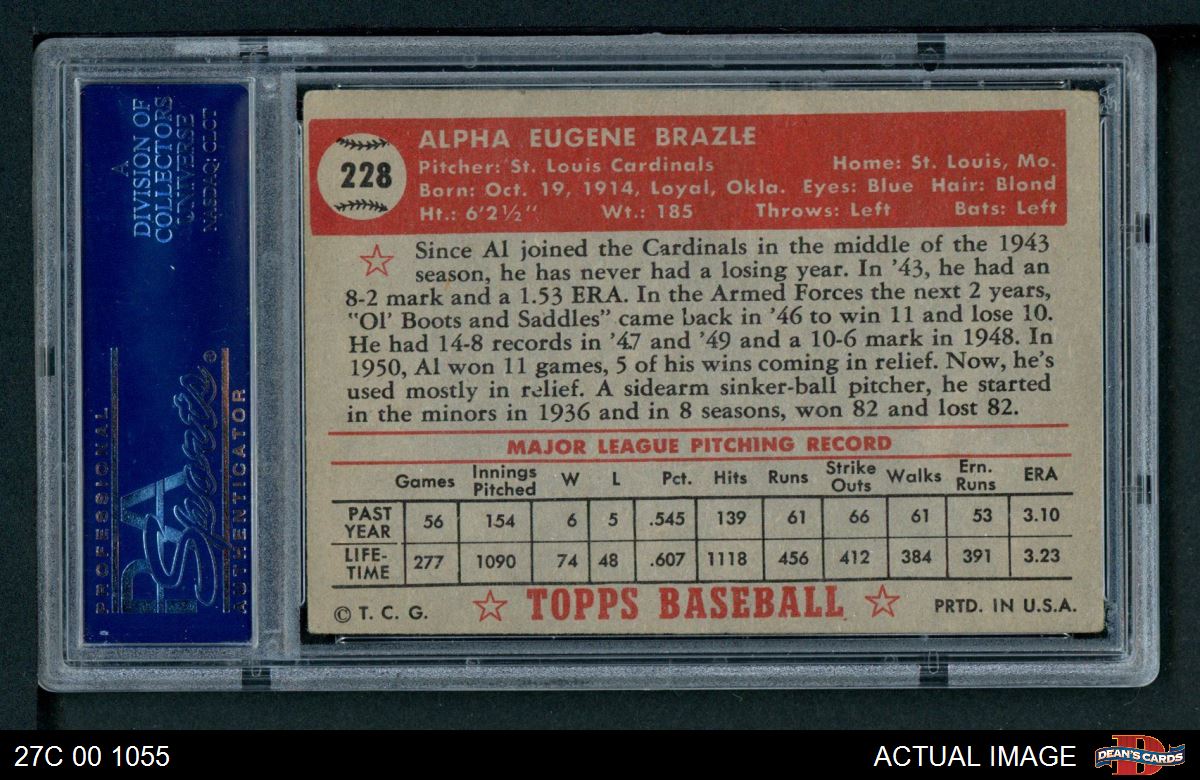 A
DIVISION OF
COLLECTORS
UNIVERSE
NASDAQ: CLCT
PROFESSIONAL
PSA
Sports
AUTHENTICATOR
228
ALPHA EUGENE BRAZLE
Pitcher: St. Louis Cardinals Home: St. Louis, Mo.
Born: Oct. 19, 1914, Loyal, Okla. Eyes: Blue Hair: Blond
Ht.: 6'2½" Wt.: 185 Throws: Left Bats: Left
Since Al joined the Cardinals in the middle of the 1943
season, he has never had a losing year. In '43, he had an
8-2 mark and a 1.53 ERA. In the Armed Forces the next 2 years,
"Ol' Boots and Saddles" came back in '46 to win 11 and lose 10.
He had 14-8 records in '47 and '49 and a 10-6 mark in 1948. In
1950, Al won 11 games, 5 of his wins coming in relief. Now, he's
used mostly in relief. A sidearm sinker-ball pitcher, he started
in the minors in 1936 and in 8 seasons, won 82 and lost 82.
MAJOR LEAGUE PITCHING RECORD
Games Innings Pitched W L Pct. Hits Runs Strike Outs Walks Ern. Runs ERA
PAST YEAR 56 154 6 5 .545 139 61 66 61 53 3.10
LIFE-TIME 277 1090 74 48 .607 1118 456 412 384 391 3.23
© T. C. G. TOPPS BASEBALL PRTD. IN U.S.A.
27C 00 1055 ACTUAL IMAGE DEAN'S CARDS